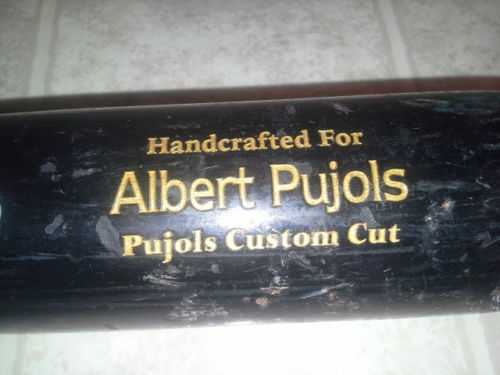 Handcrafted For
Albert Pujols
Pujols Custom Cut